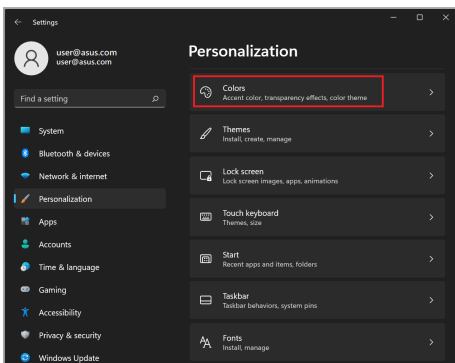 Settings
user@asus.com
user@asus.com
Find a setting
System
Bluetooth & devices
Network & internet
Personalization
Apps
Accounts
Time & language
Gaming
Accessibility
Privacy & security
Windows Update
Personalization
Colors
Accent color, transparency effects, color theme
Themes
Install, create, manage
Lock screen
Lock screen images, apps, animations
Touch keyboard
Themes, size
Start
Recent apps and items, folders
Taskbar
Taskbar behaviors, system pins
Fonts
Install, manage